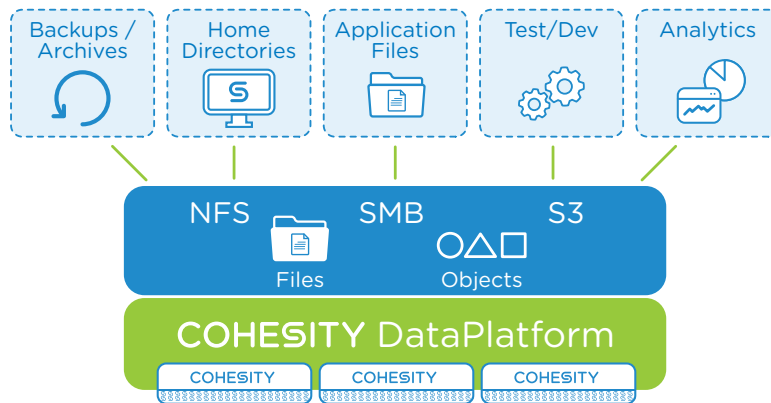 Backups /
Archives
Home
Directories
Application
Files
Test/Dev
Analytics
NFS
SMB
S3
Files
Objects
COHESITY DataPlatform
COHESITY
COHESITY
COHESITY